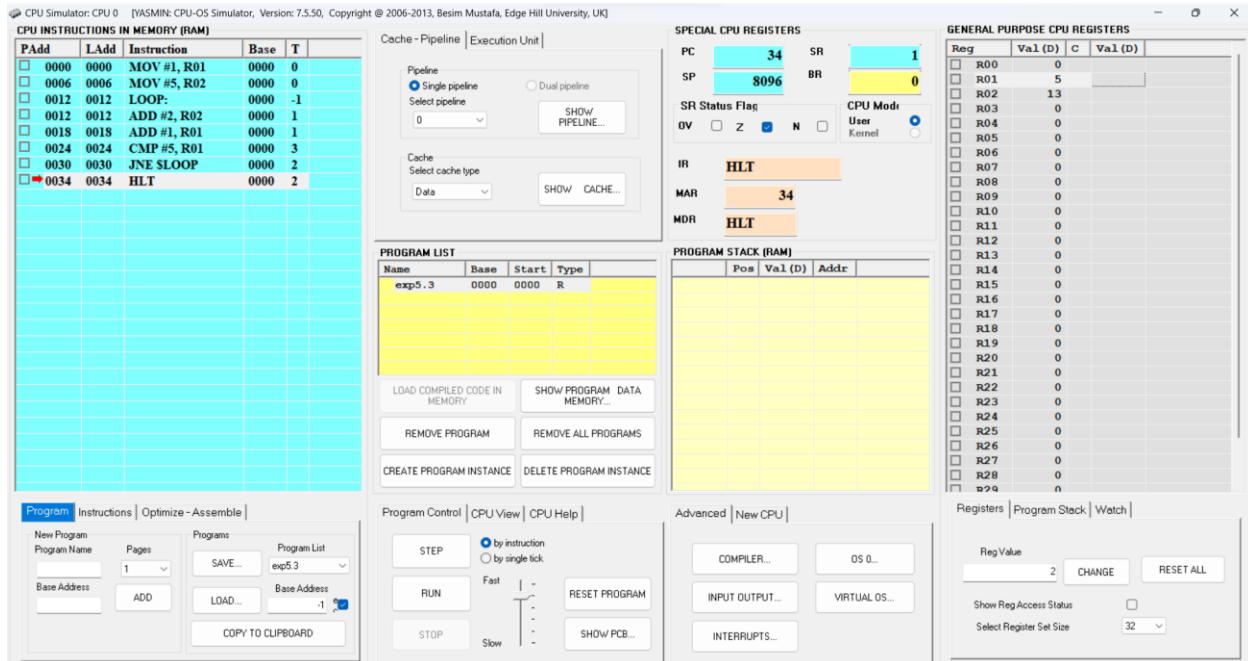 CPU Simulator: CPU 0 [YASMIN: CPU-OS Simulator, Version: 7.5.50, Copyright @ 2006-2013, Besim Mustafa, Edge Hill University, UK]
CPU INSTRUCTIONS IN MEMORY (RAM)
PAdd LAdd Instruction Base T
0000 0000 MOV #1, R01 0000 0
0006 0006 MOV #5, R02 0000 0
0012 0012 LOOP: 0000 -1
0012 0012 ADD #2, R02 0000 1
0018 0018 ADD #1, R01 0000 1
0024 0024 CMP #5, R01 0000 3
0030 0030 JNE $LOOP 0000 2
0034 0034 HLT 0000 2
Cache - Pipeline Execution Unit
Pipeline
Single pipeline Dual pipeline
Select pipeline
0
SHOW PIPELINE...
Cache
Select cache type
Data
SHOW CACHE...
SPECIAL CPU REGISTERS
PC 34 SR 1
SP 8096 BR 0
SR Status Flag
OV Z N
CPU Mode
User
Kernel
IR HLT
MAR 34
MDR HLT
GENERAL PURPOSE CPU REGISTERS
Reg Val (D) C Val (D)
R00 0
R01 5
R02 13
R03 0
R04 0
R05 0
R06 0
R07 0
R08 0
R09 0
R10 0
R11 0
R12 0
R13 0
R14 0
R15 0
R16 0
R17 0
R18 0
R19 0
R20 0
R21 0
R22 0
R23 0
R24 0
R25 0
R26 0
R27 0
R28 0
R29 0
PROGRAM LIST
Name Base Start Type
exp5.3 0000 0000 R
LOAD COMPILED CODE IN MEMORY
SHOW PROGRAM DATA MEMORY...
REMOVE PROGRAM
REMOVE ALL PROGRAMS
CREATE PROGRAM INSTANCE
DELETE PROGRAM INSTANCE
PROGRAM STACK (RAM)
Pos Val (D) Addr
Program Instructions Optimize - Assemble
New Program
Program Name Pages
1
Base Address
ADD
Programs
SAVE...
Program List
exp5.3
LOAD...
Base Address
-1
COPY TO CLIPBOARD
Program Control CPU View CPU Help
STEP
by instruction
by single tick
RUN
Fast
Slow
RESET PROGRAM
STOP
SHOW PCB...
Advanced New CPU
COMPILER... OS 0...
INPUT OUTPUT... VIRTUAL OS...
INTERRUPTS...
Registers Program Stack Watch
Reg Value
2
CHANGE
RESET ALL
Show Reg Access Status
Select Register Set Size 32